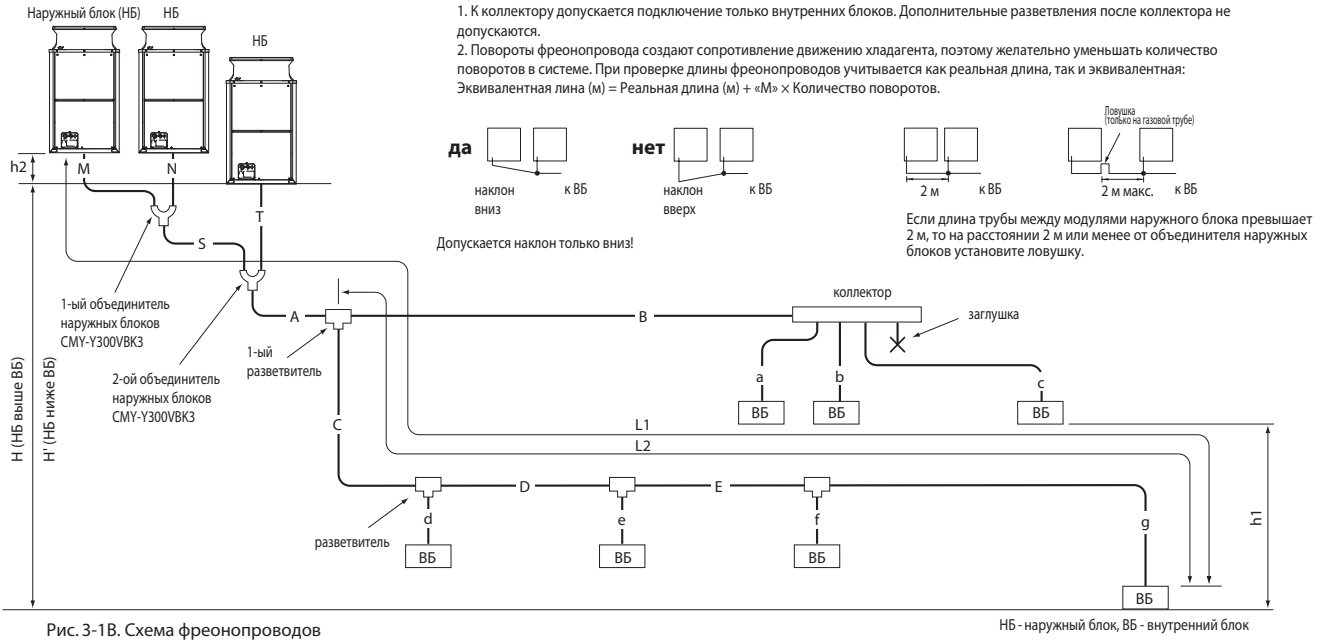 1. К коллектору допускается подключение только внутренних блоков. Дополнительные разветвления после коллектора не
допускаются.
2. Повороты фреонопровода создают сопротивление движению хладагента, поэтому желательно уменьшать количество
поворотов в системе. При проверке длины фреонопроводов учитывается как реальная длина, так и эквивалентная:
Эквивалентная лина (м) = Реальная длина (м) + «М» × Количество поворотов.
Наружный блок (НБ)
НБ
НБ
h2
M
N
T
S
да
наклон
вниз
к ВБ
нет
наклон
вверх
к ВБ
Допускается наклон только вниз!
2 м
к ВБ
Ловушка
(только на газовой трубе)
2 м макс.
к ВБ
Если длина трубы между модулями наружного блока превышает
2 м, то на расстоянии 2 м или менее от объединителя наружных
блоков установите ловушку.
1-ый объединитель
наружных блоков
CMY-Y300VBK3
2-ой объединитель
наружных блоков
CMY-Y300VBK3
A
1-ый
разветвитель
B
коллектор
заглушка
a
b
c
ВБ
ВБ
ВБ
H (НБ выше ВБ)
H' (НБ ниже ВБ)
C
L1
L2
D
E
d
e
f
g
h1
разветвитель
ВБ
ВБ
ВБ
ВБ
Рис. 3-1B. Схема фреонопроводов
НБ - наружный блок, ВБ - внутренний блок